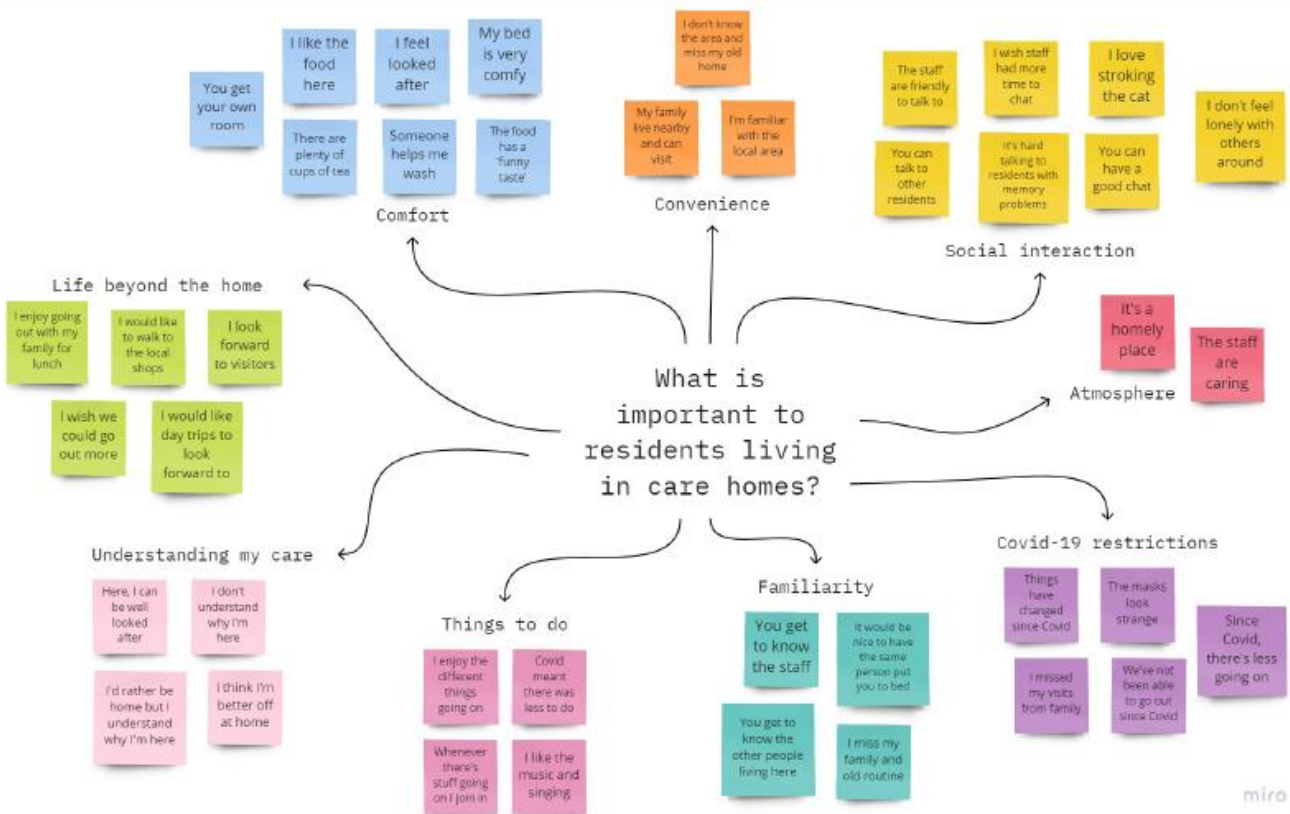 You get
your own
room
I like the
food
here
I feel
looked
after
My bed
is very
comfy
There are
plenty of
cups of tea
Someone
helps me
wash
The food
has a
'funny
taste'
Comfort
I don't know
the area and
miss my old
home
My family
live nearby
and can
visit
I'm familiar
with the
local area
Convenience
The staff
are friendly
to talk to
I wish staff
had more
time to
chat
I love
stroking
the cat
I don't feel
lonely with
others
around
You can
talk to
other
residents
It's hard
talking to
residents with
memory
problems
You can
have a
good chat
Social interaction
Life beyond the home
I enjoy going
out with my
family for
lunch
I would like
to walk to
the local
shops
I look
forward
to visitors
I wish we
could go
out more
I would like
day trips to
look
forward to
It's a
homely
place
The staff
are
caring
Atmosphere
What is
important to
residents living
in care homes?
Understanding my care
Here, I can
be well
looked
after
I don't
understand
why I'm
here
I'd rather be
home but I
understand
why I'm here
I think I'm
better off
at home
Things to do
I enjoy the
different
things
going on
Covid
meant
there was
less to do
Whenever
there's
stuff going
on I join in
I like the
music and
singing
Familiarity
You get
to know
the staff
It would be
nice to have
the same
person put
you to bed
You get to
know the
other people
living here
I miss my
family and
old routine
Covid-19 restrictions
Things
have
changed
since Covid
The masks
look
strange
Since
Covid,
there's less
going on
I missed
my visits
from family
We've not
been able
to go out
since Covid
miro